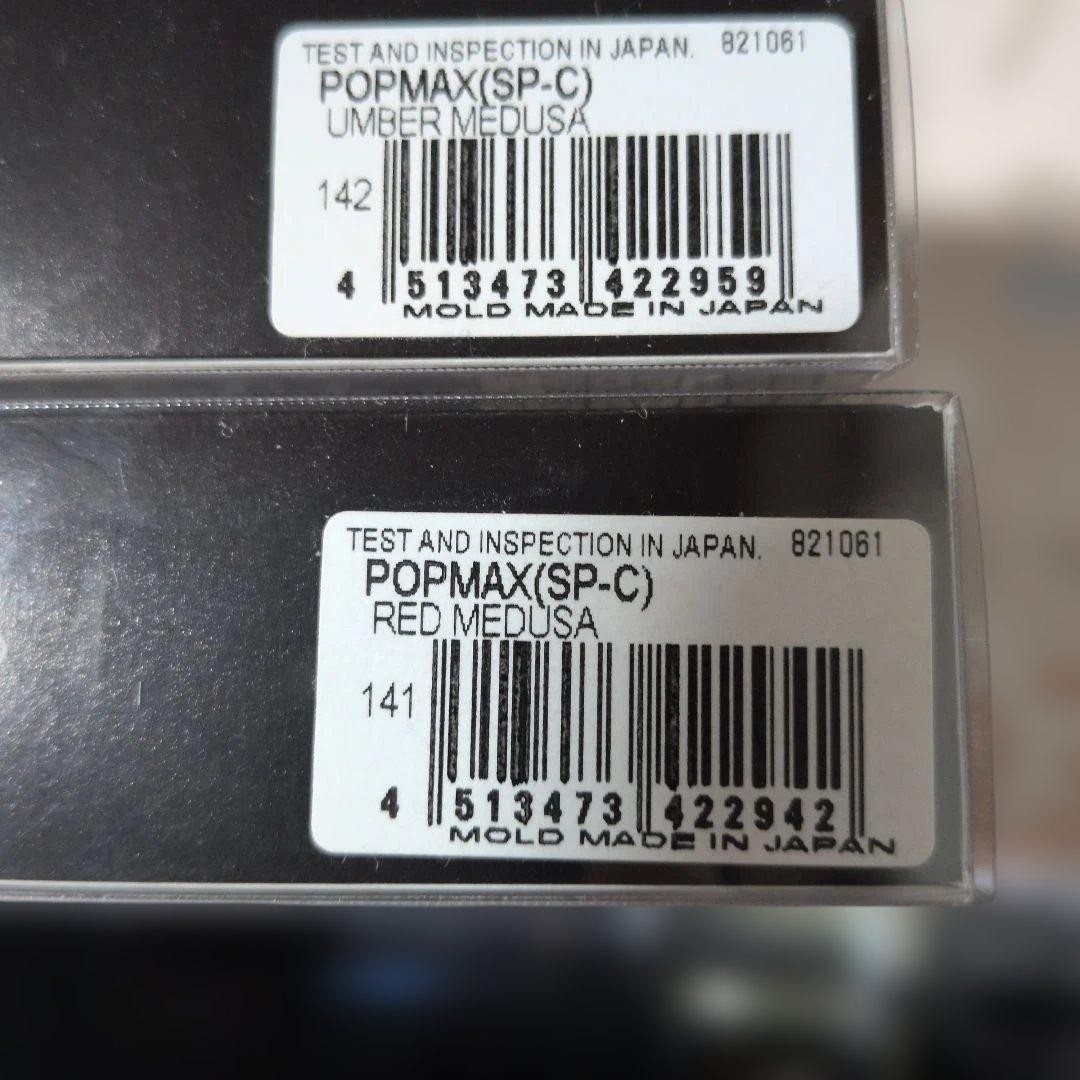 TEST AND INSPECTION IN JAPAN. 821061
POPMAX(SP-C)
UMBER MEDUSA
142
4 513473 422959
MOLD MADE IN JAPAN
TEST AND INSPECTION IN JAPAN. 821061
POPMAX(SP-C)
RED MEDUSA
141
4 513473 422942
MOLD MADE IN JAPAN